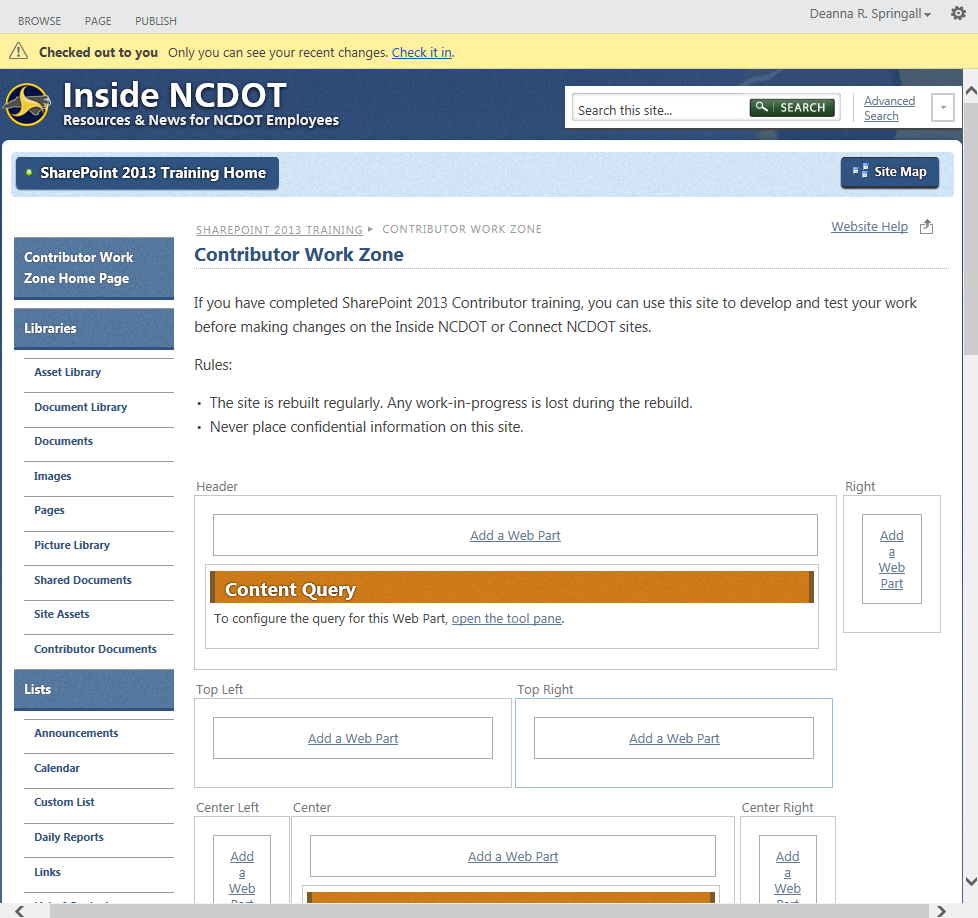 BROWSE PAGE PUBLISH
Deanna R. Springall
Checked out to you Only you can see your recent changes. Check it in.
Inside NCDOT
Resources & News for NCDOT Employees
Search this site...
SEARCH
Advanced
Search
SharePoint 2013 Training Home
Site Map
SHAREPOINT 2013 TRAINING CONTRIBUTOR WORK ZONE
Website Help
Contributor Work Zone
Contributor Work
Zone Home Page
Libraries
Asset Library
Document Library
Documents
Images
Pages
Picture Library
Shared Documents
Site Assets
Contributor Documents
Lists
Announcements
Calendar
Custom List
Daily Reports
Links
If you have completed SharePoint 2013 Contributor training, you can use this site to develop and test your work
before making changes on the Inside NCDOT or Connect NCDOT sites.
Rules:
• The site is rebuilt regularly. Any work-in-progress is lost during the rebuild.
• Never place confidential information on this site.
Header
Add a Web Part
Content Query
To configure the query for this Web Part, open the tool pane.
Right
Add
a
Web
Part
Top Left
Add a Web Part
Top Right
Add a Web Part
Center Left
Add
a
Web
Center
Add a Web Part
Center Right
Add
a
Web